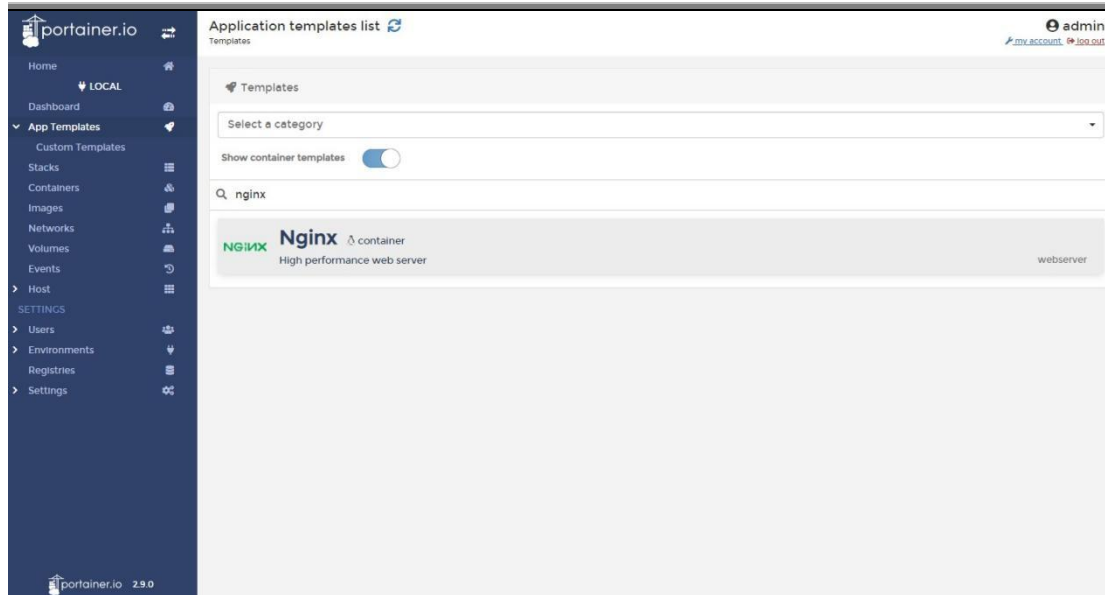 portainer.io
Home
LOCAL
Dashboard
App Templates
Custom Templates
Stacks
Containers
Images
Networks
Volumes
Events
Host
SETTINGS
Users
Environments
Registries
Settings
portainer.io 2.9.0
Application templates list
Templates
admin
my account log out
Templates
Select a category
Show container templates
nginx
NGINX
Nginx container
High performance web server
webserver